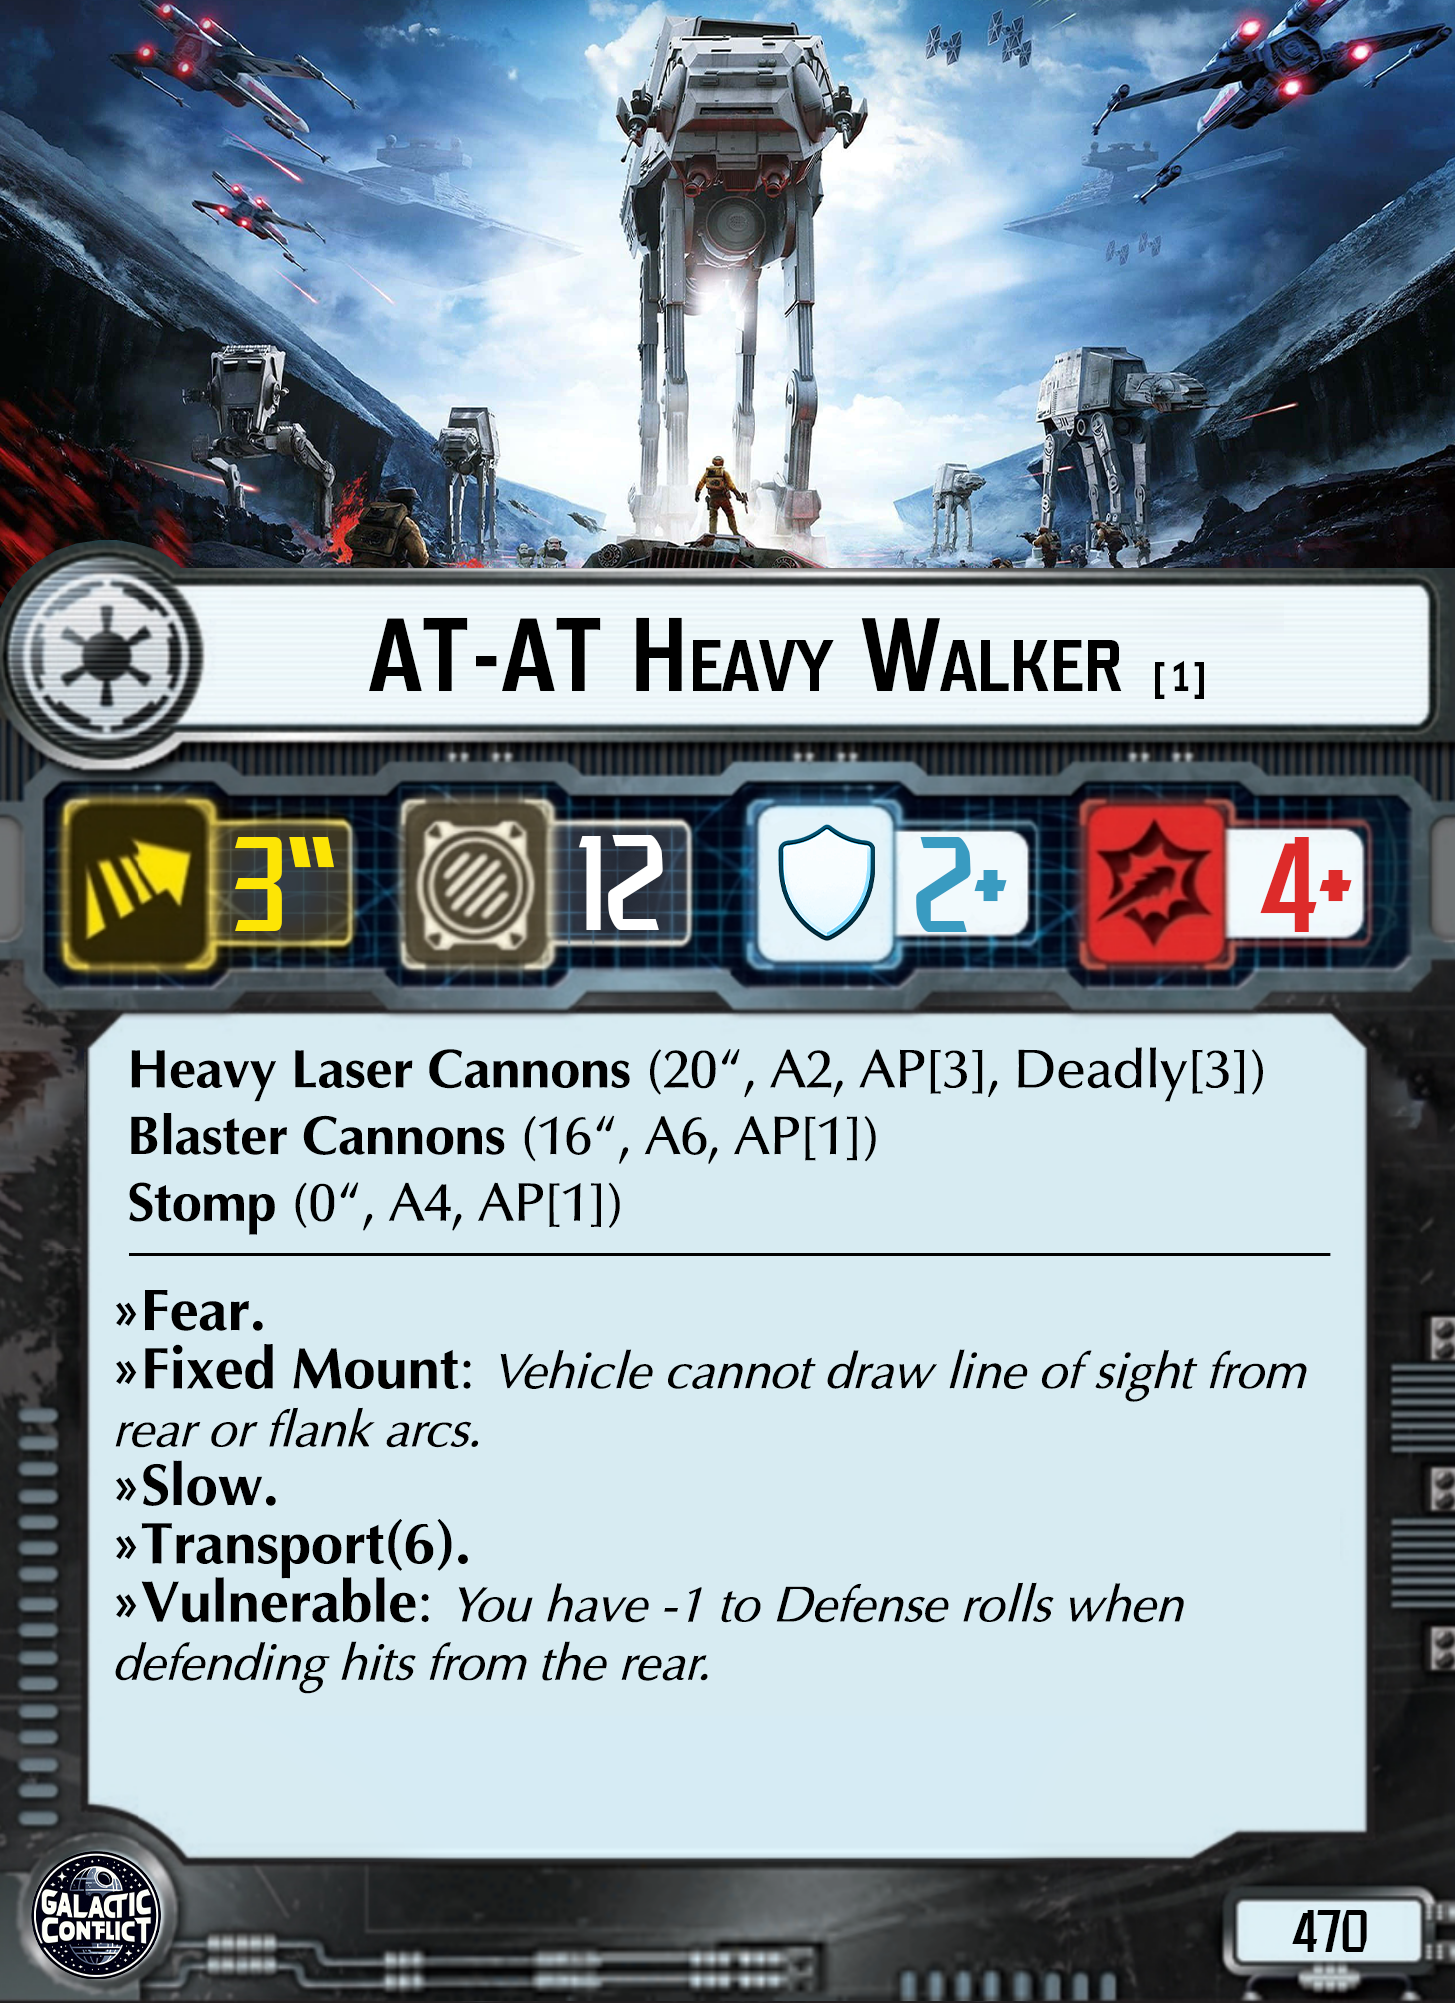 AT-AT Heavy Walker [1]
3" 12 2+ 4+
Heavy Laser Cannons (20“, A2, AP[3], Deadly[3])
Blaster Cannons (16“, A6, AP[1])
Stomp (0“, A4, AP[1])
»Fear.
»Fixed Mount: Vehicle cannot draw line of sight from
rear or flank arcs.
»Slow.
»Transport(6).
»Vulnerable: You have -1 to Defense rolls when
defending hits from the rear.
GALACTIC
CONFLICT
470